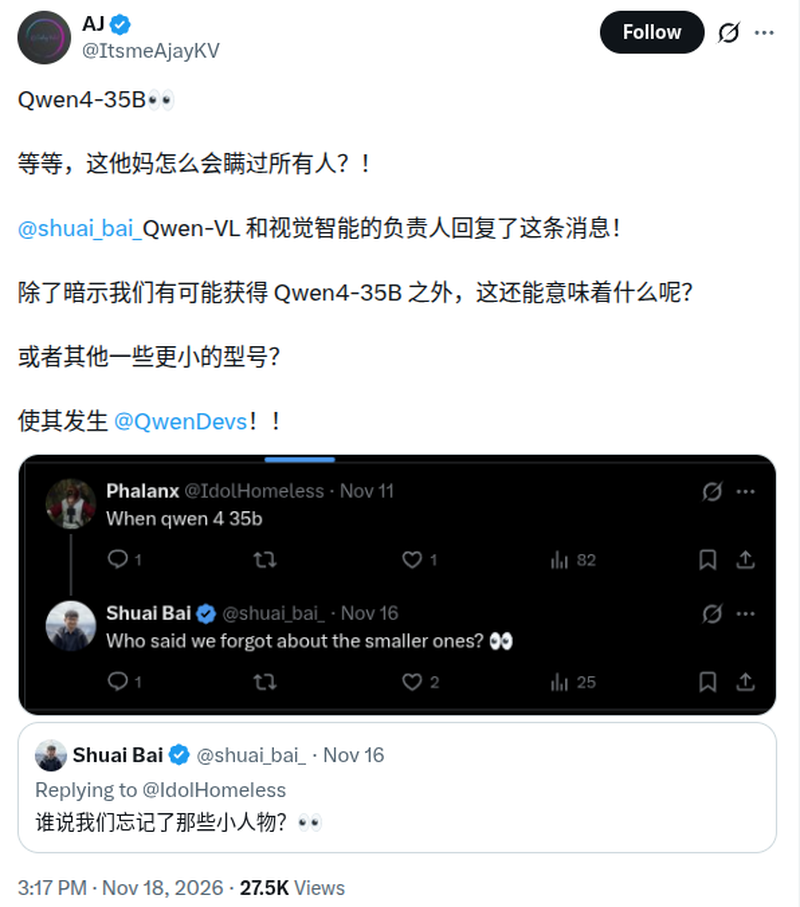 AJ
@ItsmeAjayKV
Follow
Qwen4-35B👀
等等，这他妈怎么会瞒过所有人？！
@shuai_bai_Qwen-VL 和视觉智能的负责人回复了这条消息！
除了暗示我们有可能获得 Qwen4-35B 之外，这还能意味着什么呢？
或者其他一些更小的型号？
使其发生 @QwenDevs！！
Phalanx @IdolHomeless · Nov 11
When qwen 4 35b
1 1 82
Shuai Bai @shuai_bai_ · Nov 16
Who said we forgot about the smaller ones? 👀
1 2 25
Shuai Bai @shuai_bai_ · Nov 16
Replying to @IdolHomeless
谁说我们忘记了那些小人物？👀
3:17 PM · Nov 18, 2026 · 27.5K Views